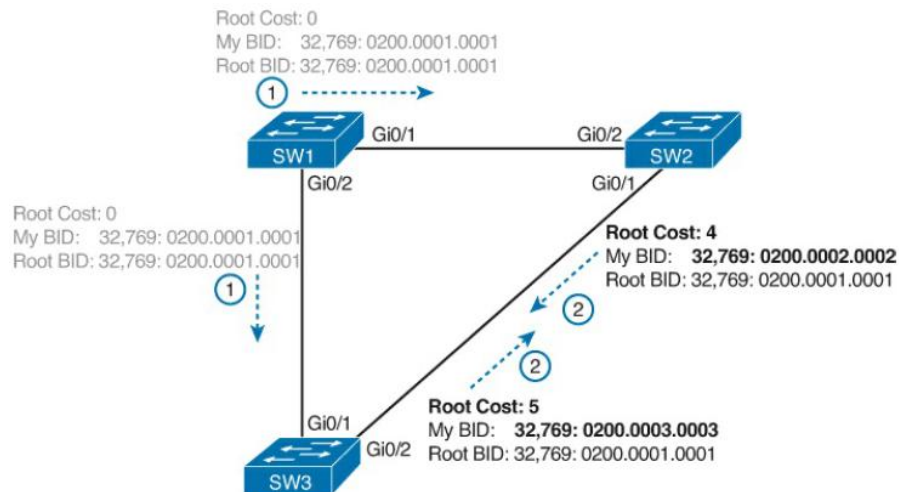 Root Cost: 0
My BID: 32,769: 0200.0001.0001
Root BID: 32,769: 0200.0001.0001
1
Gi0/1
Gi0/2
SW1
SW2
Gi0/2
Gi0/1
Root Cost: 0
My BID: 32,769: 0200.0001.0001
Root BID: 32,769: 0200.0001.0001
1
Root Cost: 4
My BID: 32,769: 0200.0002.0002
Root BID: 32,769: 0200.0001.0001
2
2
Root Cost: 5
My BID: 32,769: 0200.0003.0003
Root BID: 32,769: 0200.0001.0001
Gi0/1
Gi0/2
SW3